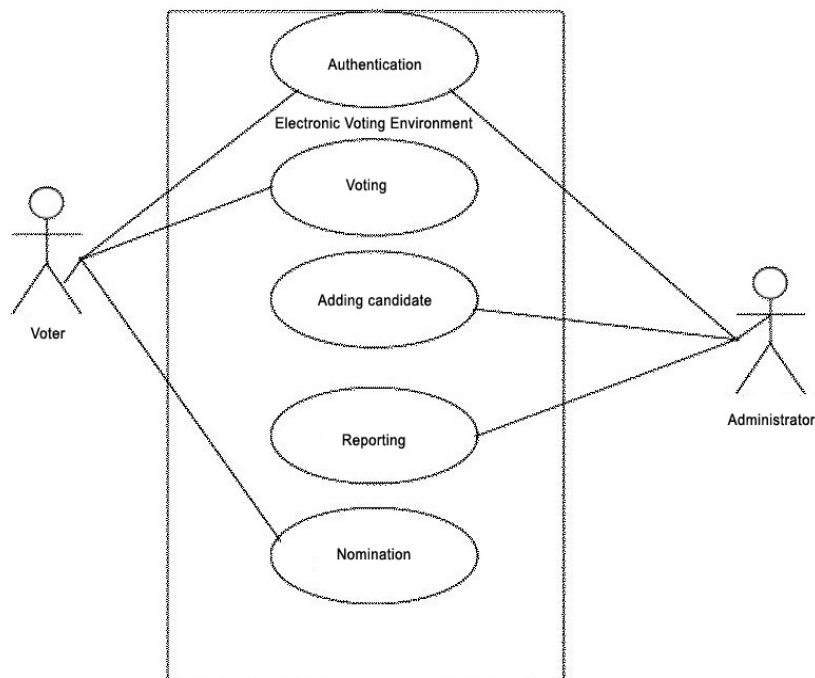 Authentication
Electronic Voting Environment
Voting
Adding candidate
Voter
Administrator
Reporting
Nomination